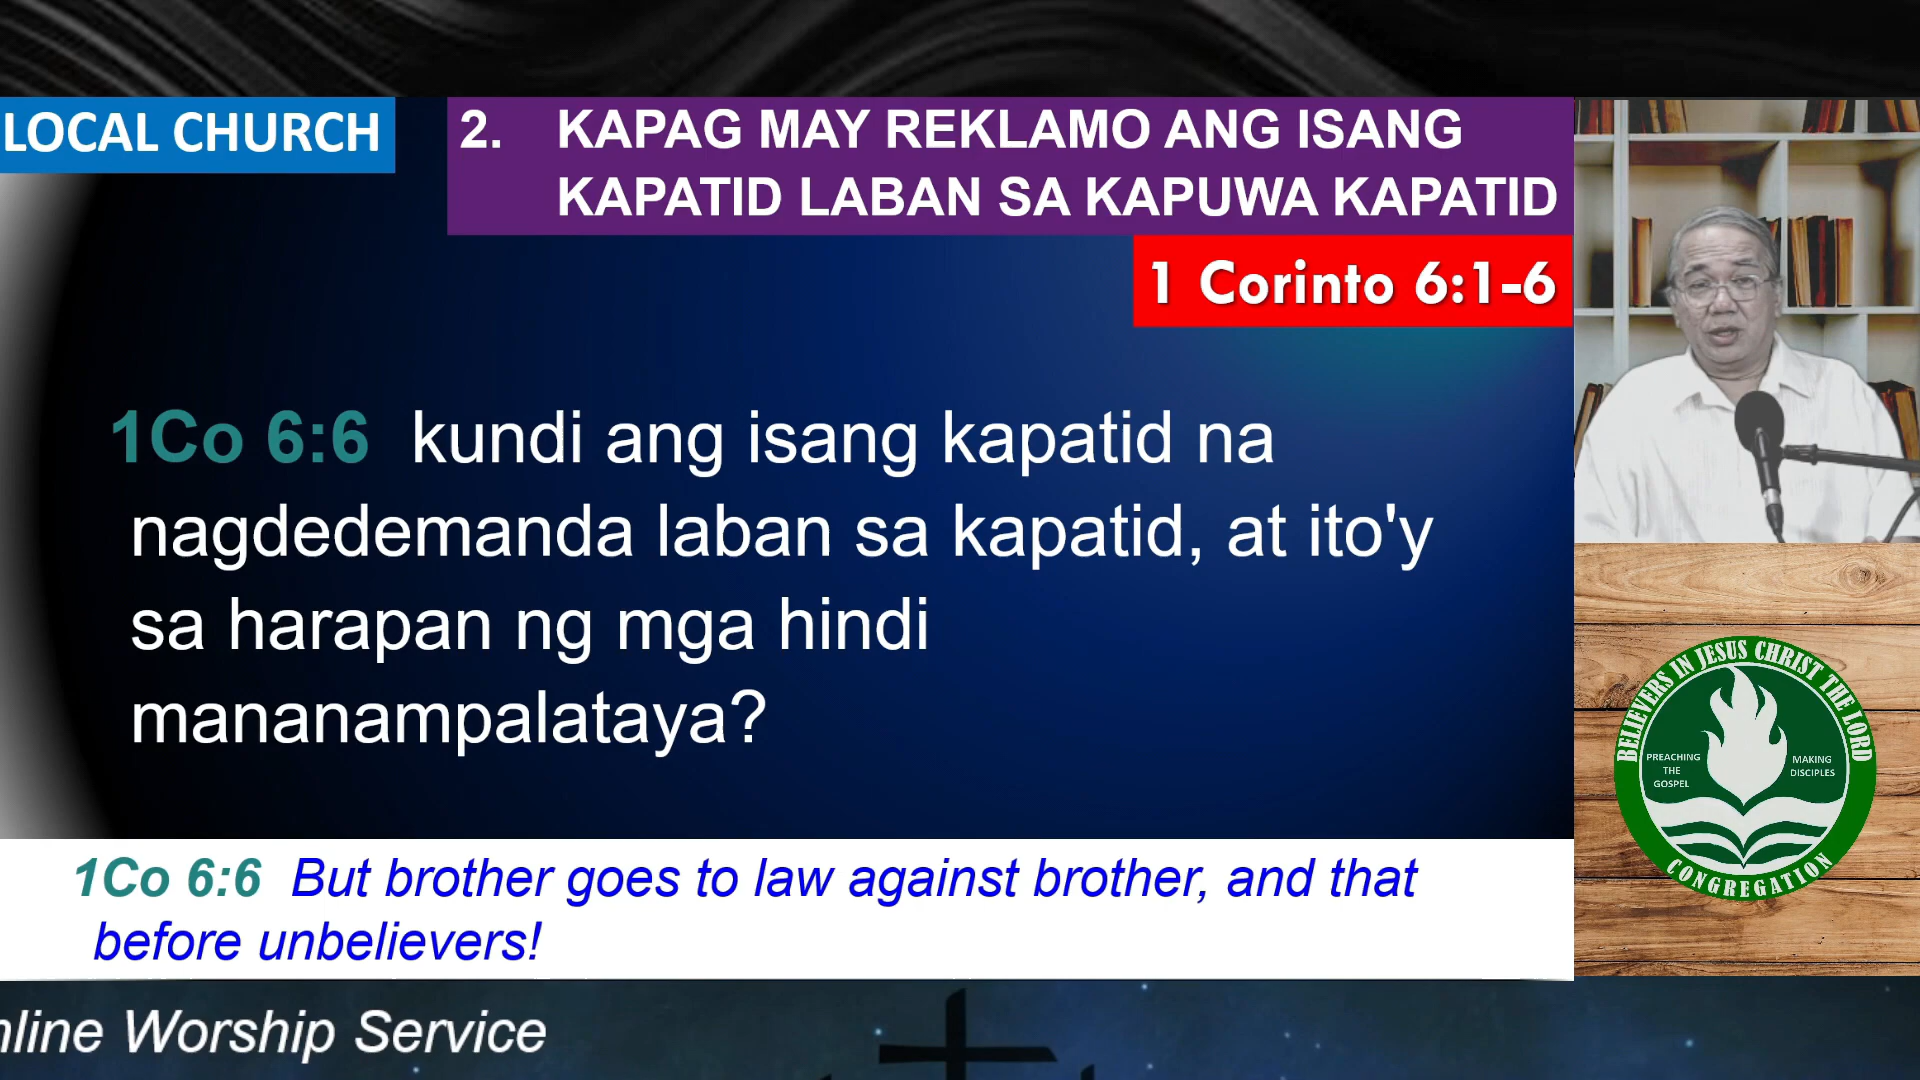 LOCAL CHURCH
2. KAPAG MAY REKLAMO ANG ISANG
KAPATID LABAN SA KAPUWA KAPATID
1 Corinto 6:1-6
1Co 6:6 kundi ang isang kapatid na
nagdedemanda laban sa kapatid, at ito'y
sa harapan ng mga hindi
mananampalataya?
1Co 6:6 But brother goes to law against brother, and that
before unbelievers!
BELIEVERS IN JESUS CHRIST THE LORD
PREACHING
THE
GOSPEL
MAKING
DISCIPLES
CONGREGATION
nline Worship Service